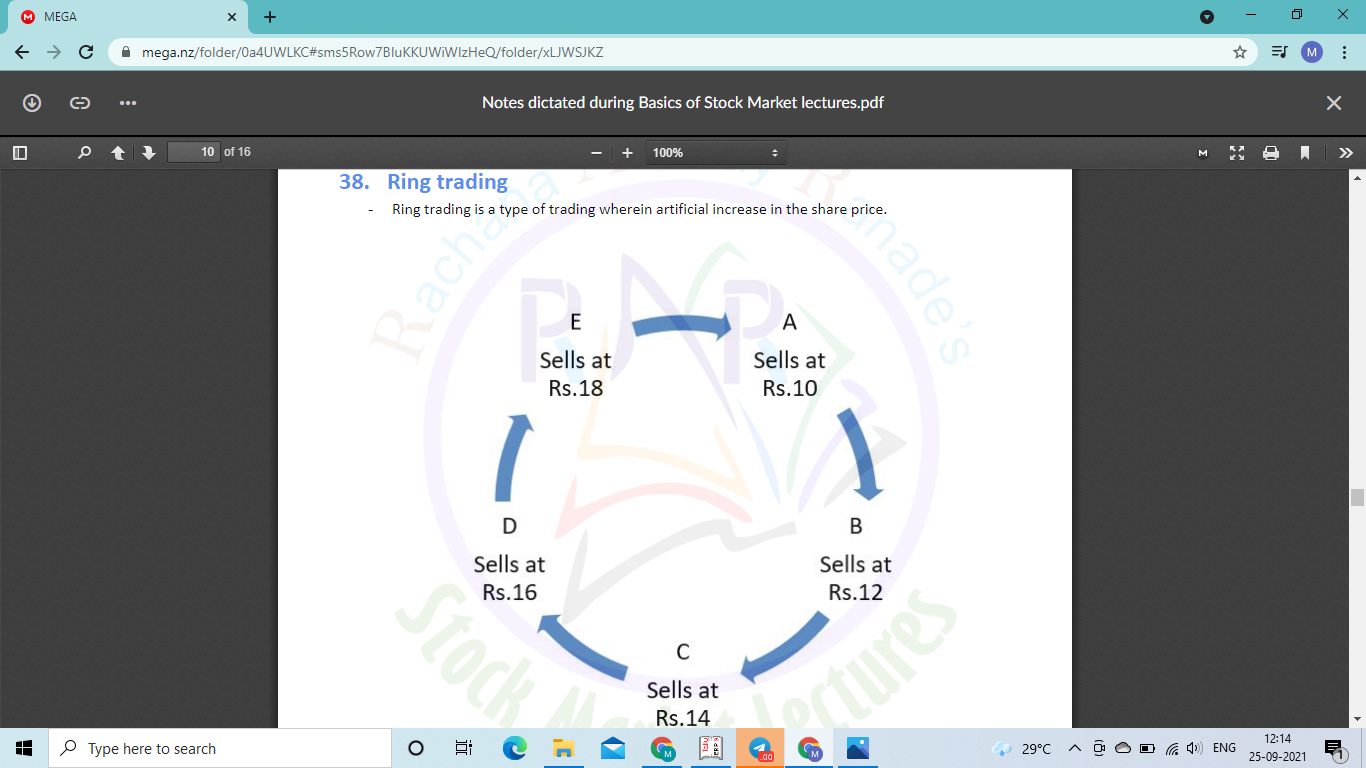 MEGA
mega.nz/folder/0a4UWLKC#sms5Row7BIuKKUWiWIzHeQ/folder/xLJWSJKZ
M
Notes dictated during Basics of Stock Market lectures.pdf
10 of 16
100%
M
38. Ring trading
- Ring trading is a type of trading wherein artificial increase in the share price.
Rachana Ranade's
E
Sells at
Rs.18
A
Sells at
Rs.10
D
Sells at
Rs.16
B
Sells at
Rs.12
C
Sells at
Rs.14
Stock Market Lectures
Type here to search
29°C
ENG
12:14
25-09-2021
1